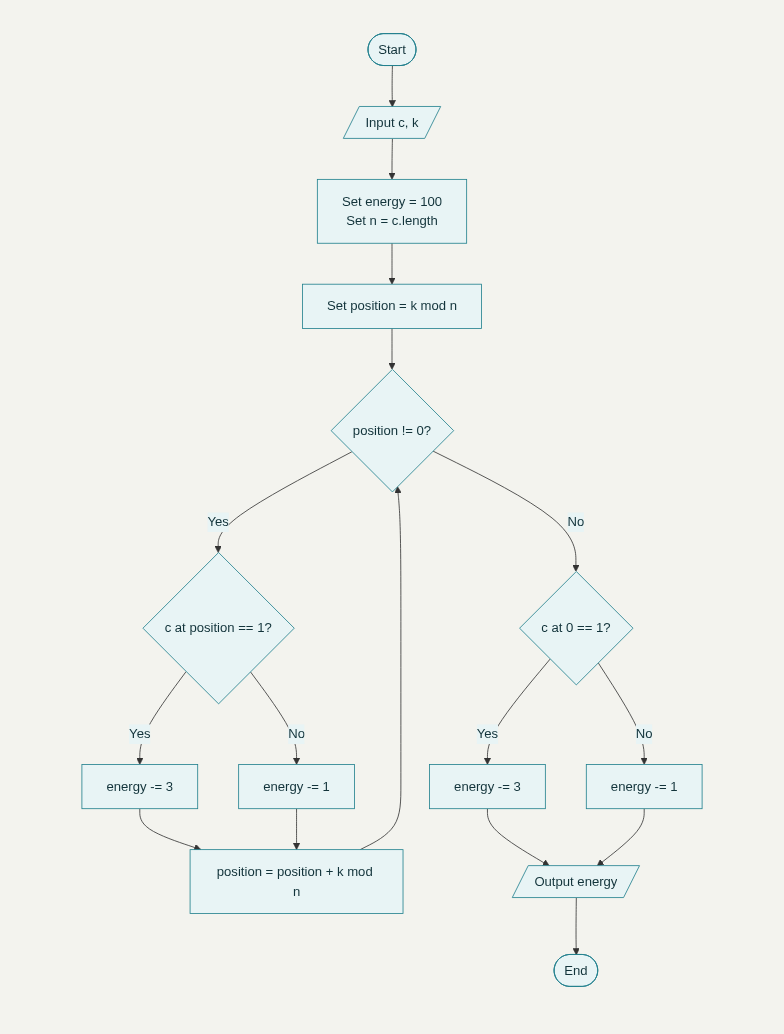 Start
Input c, k
Set energy = 100
Set n = c.length
Set position = k mod n
position != 0?
Yes
No
c at position == 1?
c at 0 == 1?
Yes
No
Yes
No
energy -= 3
energy -= 1
energy -= 3
energy -= 1
position = position + k mod
n
Output energy
End